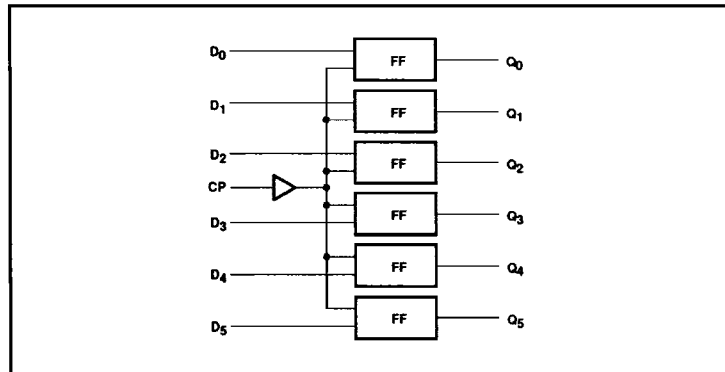 D0 FF Q0
D1 FF Q1
D2 FF Q2
CP
D3 FF Q3
D4 FF Q4
D5 FF Q5